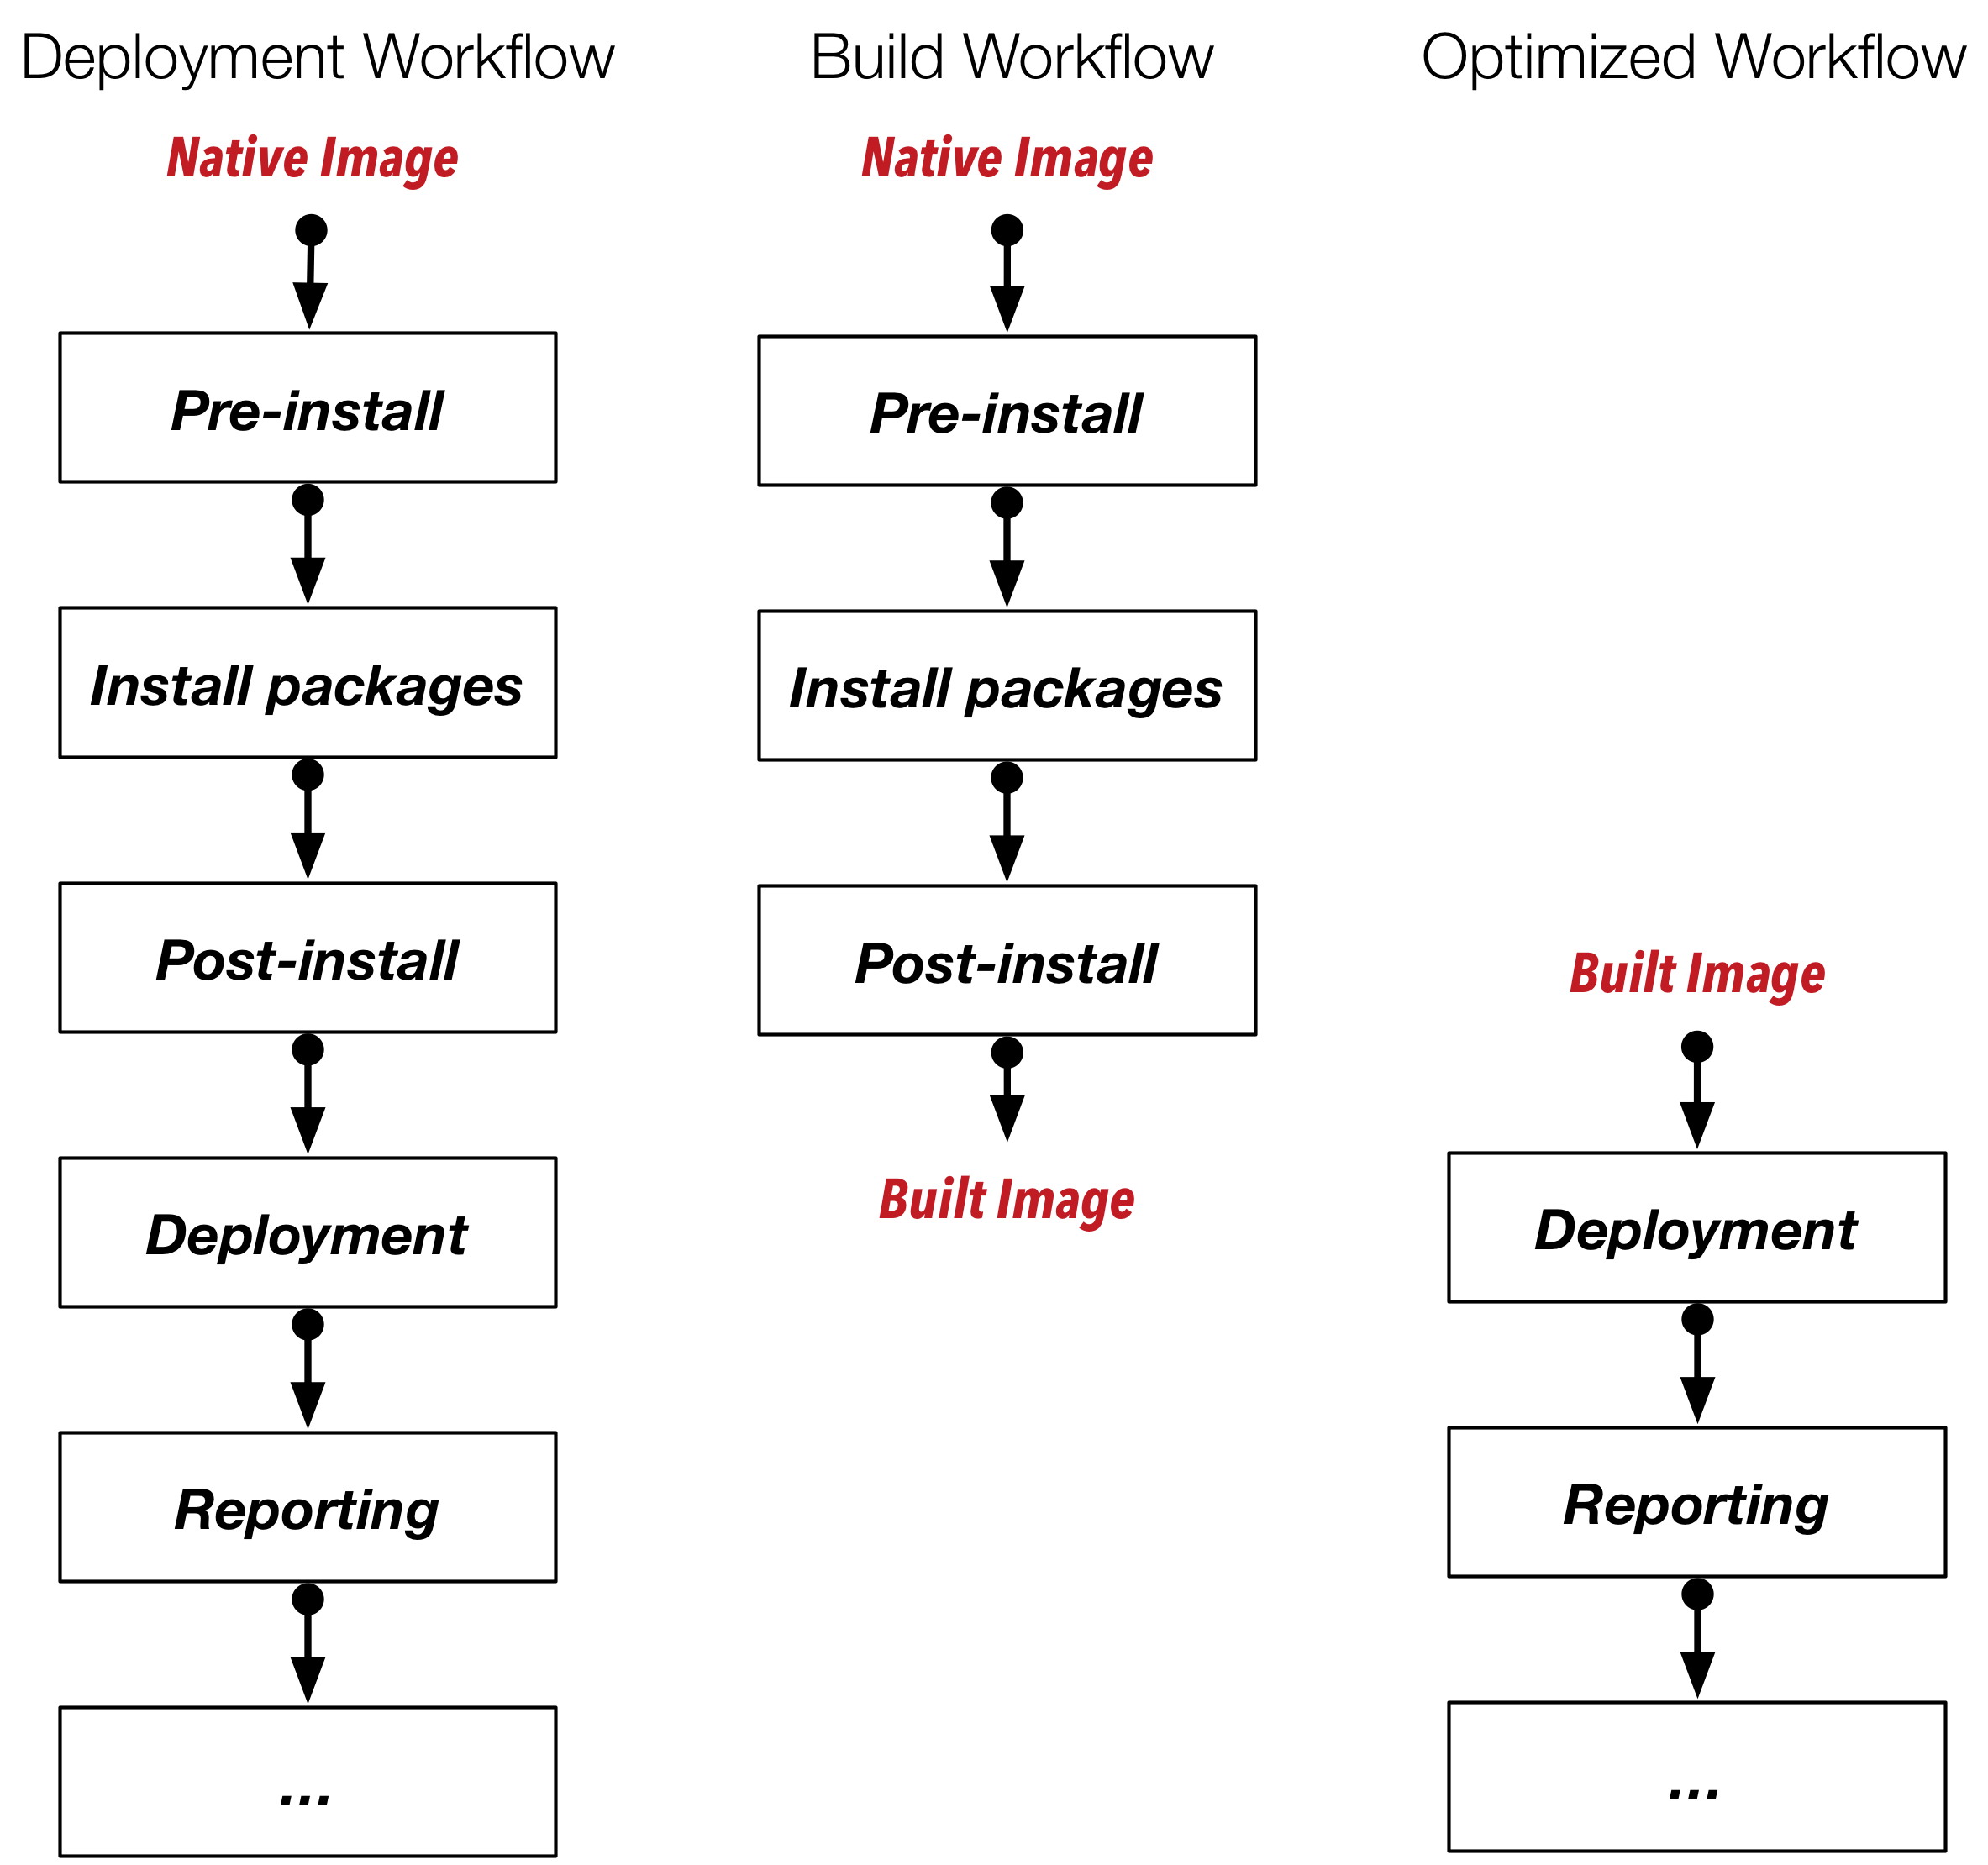 Deployment Workflow
Native Image
Pre-install
Install packages
Post-install
Deployment
Reporting
...
Build Workflow
Native Image
Pre-install
Install packages
Post-install
Built Image
Optimized Workflow
Built Image
Deployment
Reporting
...